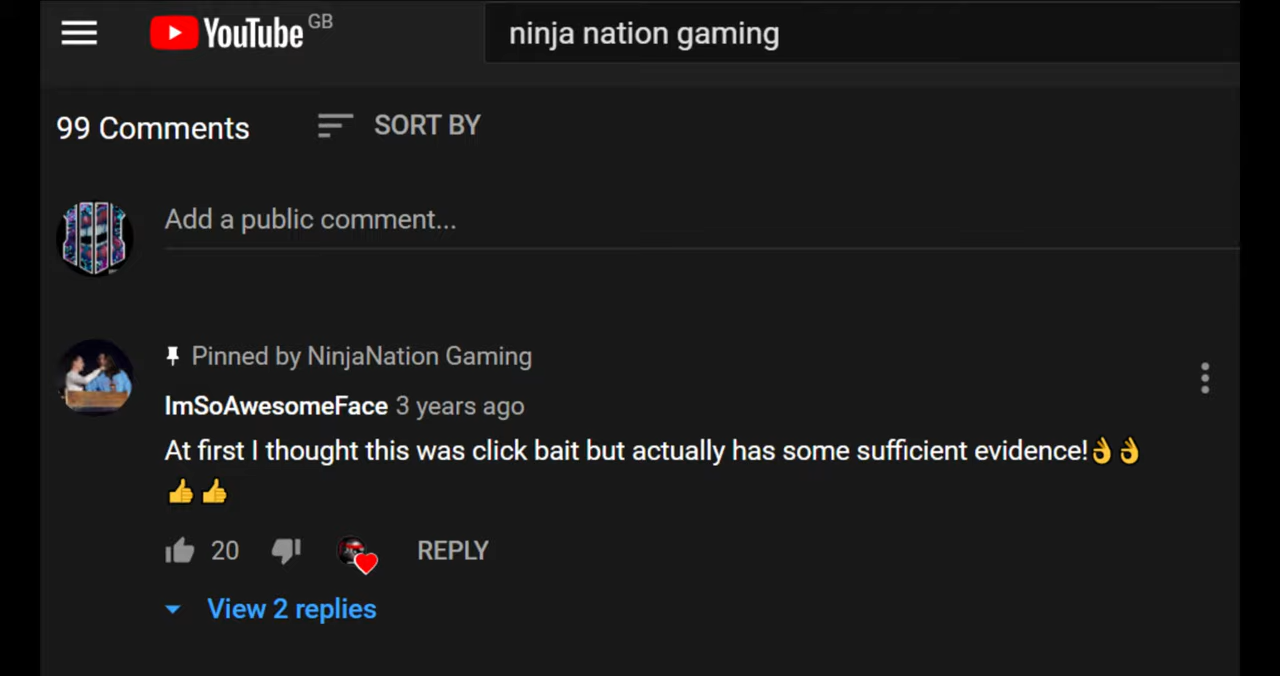 YouTube GB
ninja nation gaming
99 Comments
SORT BY
Add a public comment...
Pinned by NinjaNation Gaming
ImSoAwesomeFace 3 years ago
At first I thought this was click bait but actually has some sufficient evidence!👌👌
👍👍
20
REPLY
View 2 replies